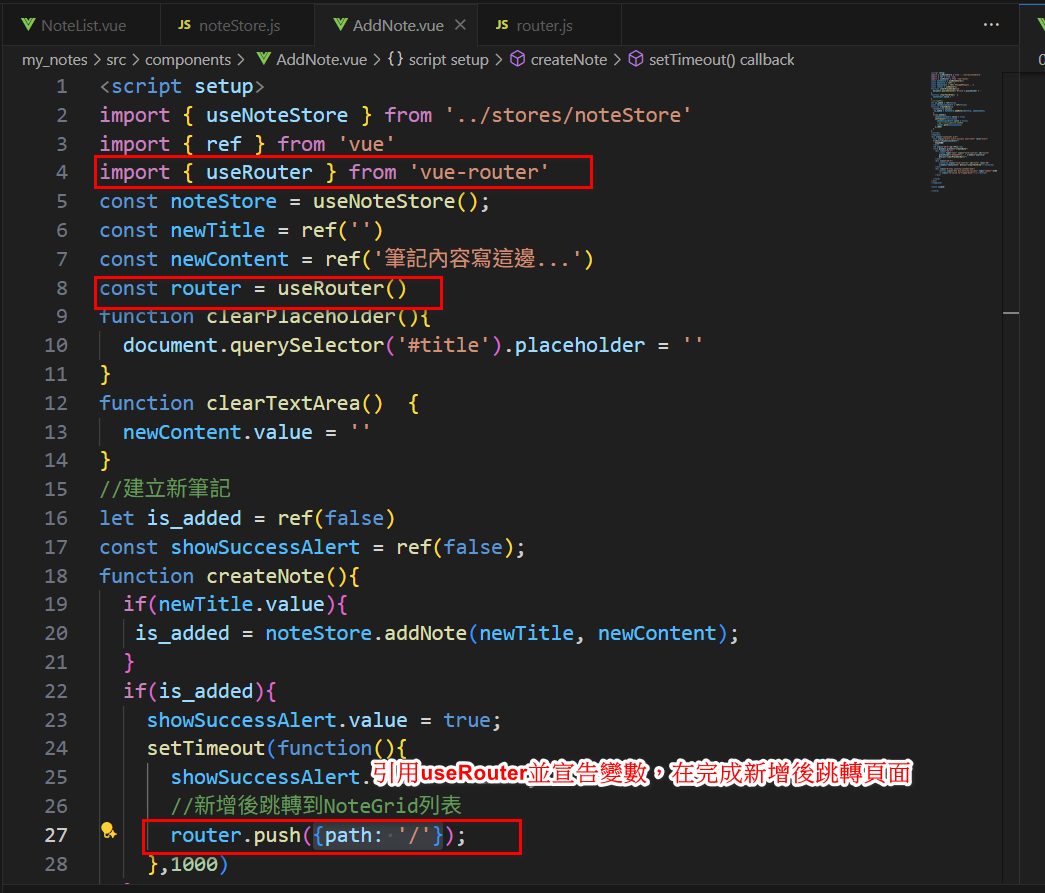 NoteList.vue JS noteStore.js AddNote.vue JS router.js
my_notes > src > components > AddNote.vue > {} script setup > createNote > setTimeout() callback
1 <script setup>
2 import { useNoteStore } from '../stores/noteStore'
3 import { ref } from 'vue'
4 import { useRouter } from 'vue-router'
5 const noteStore = useNoteStore();
6 const newTitle = ref('')
7 const newContent = ref('筆記內容寫這邊...')
8 const router = useRouter()
9 function clearPlaceholder(){
10 document.querySelector('#title').placeholder = ''
11 }
12 function clearTextArea() {
13 newContent.value = ''
14 }
15 //建立新筆記
16 let is_added = ref(false)
17 const showSuccessAlert = ref(false);
18 function createNote(){
19 if(newTitle.value){
20 is_added = noteStore.addNote(newTitle, newContent);
21 }
22 if(is_added){
23 showSuccessAlert.value = true;
24 setTimeout(function(){
25 showSuccessAlert.
引用useRouter並宣告變數，在完成新增後跳轉頁面
26 //新增後跳轉到NoteGrid列表
27 router.push({path: '/'});
28 },1000)